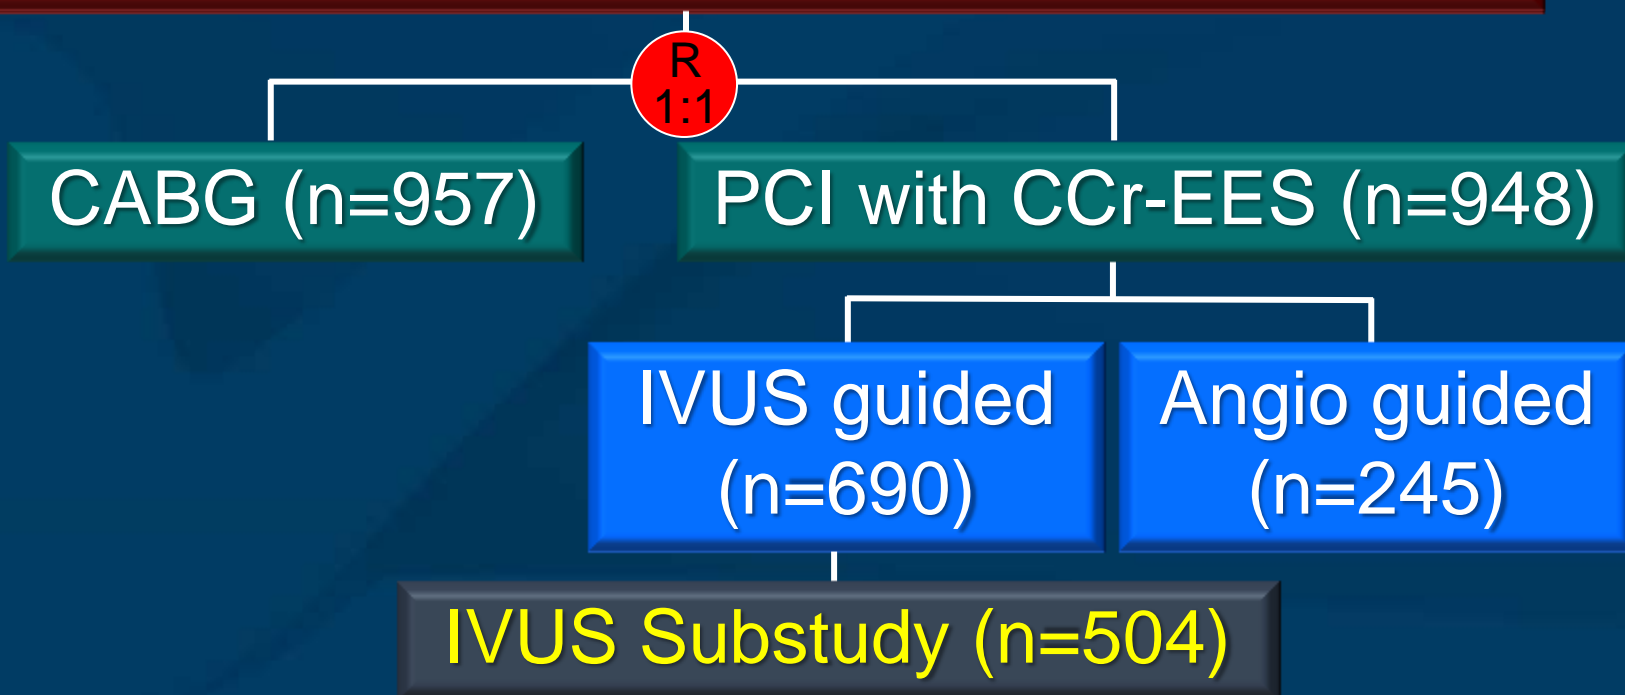 R
1:1
CABG (n=957)
PCI with CCr-EES (n=948)
IVUS guided
(n=690)
Angio guided
(n=245)
IVUS Substudy (n=504)